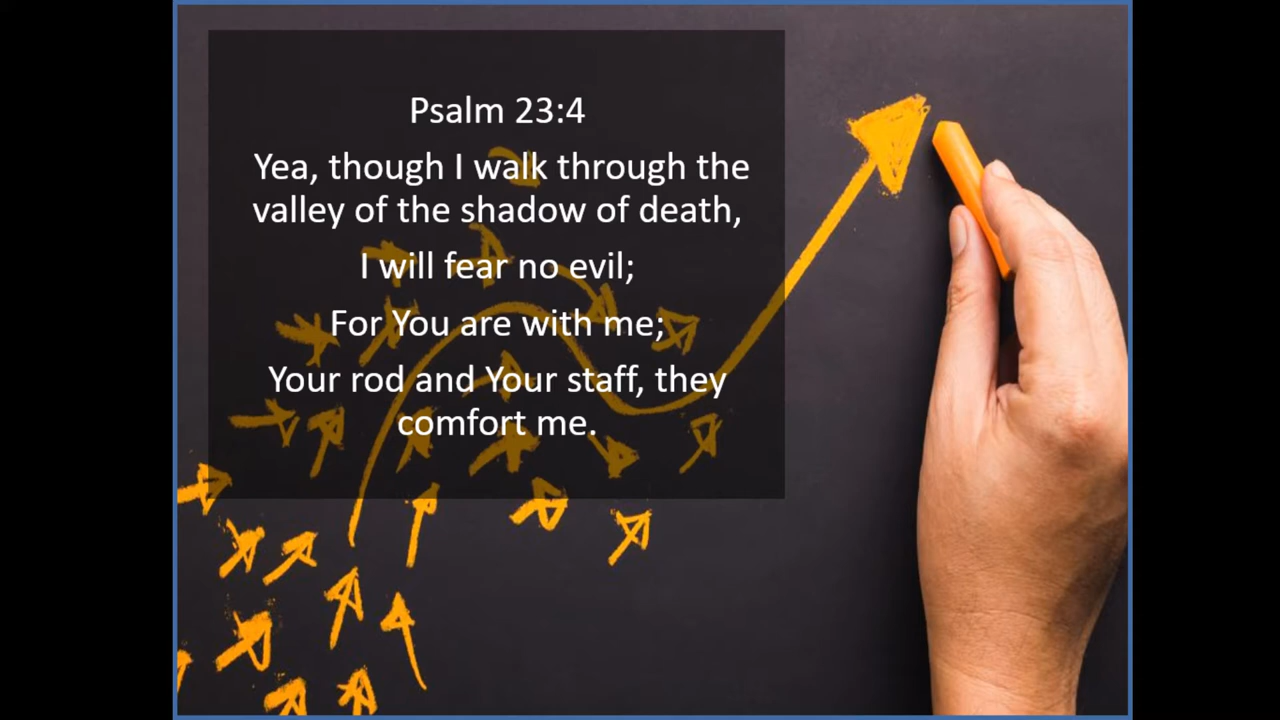 Psalm 23:4
Yea, though I walk through the
valley of the shadow of death,
I will fear no evil;
For You are with me;
Your rod and Your staff, they
comfort me.